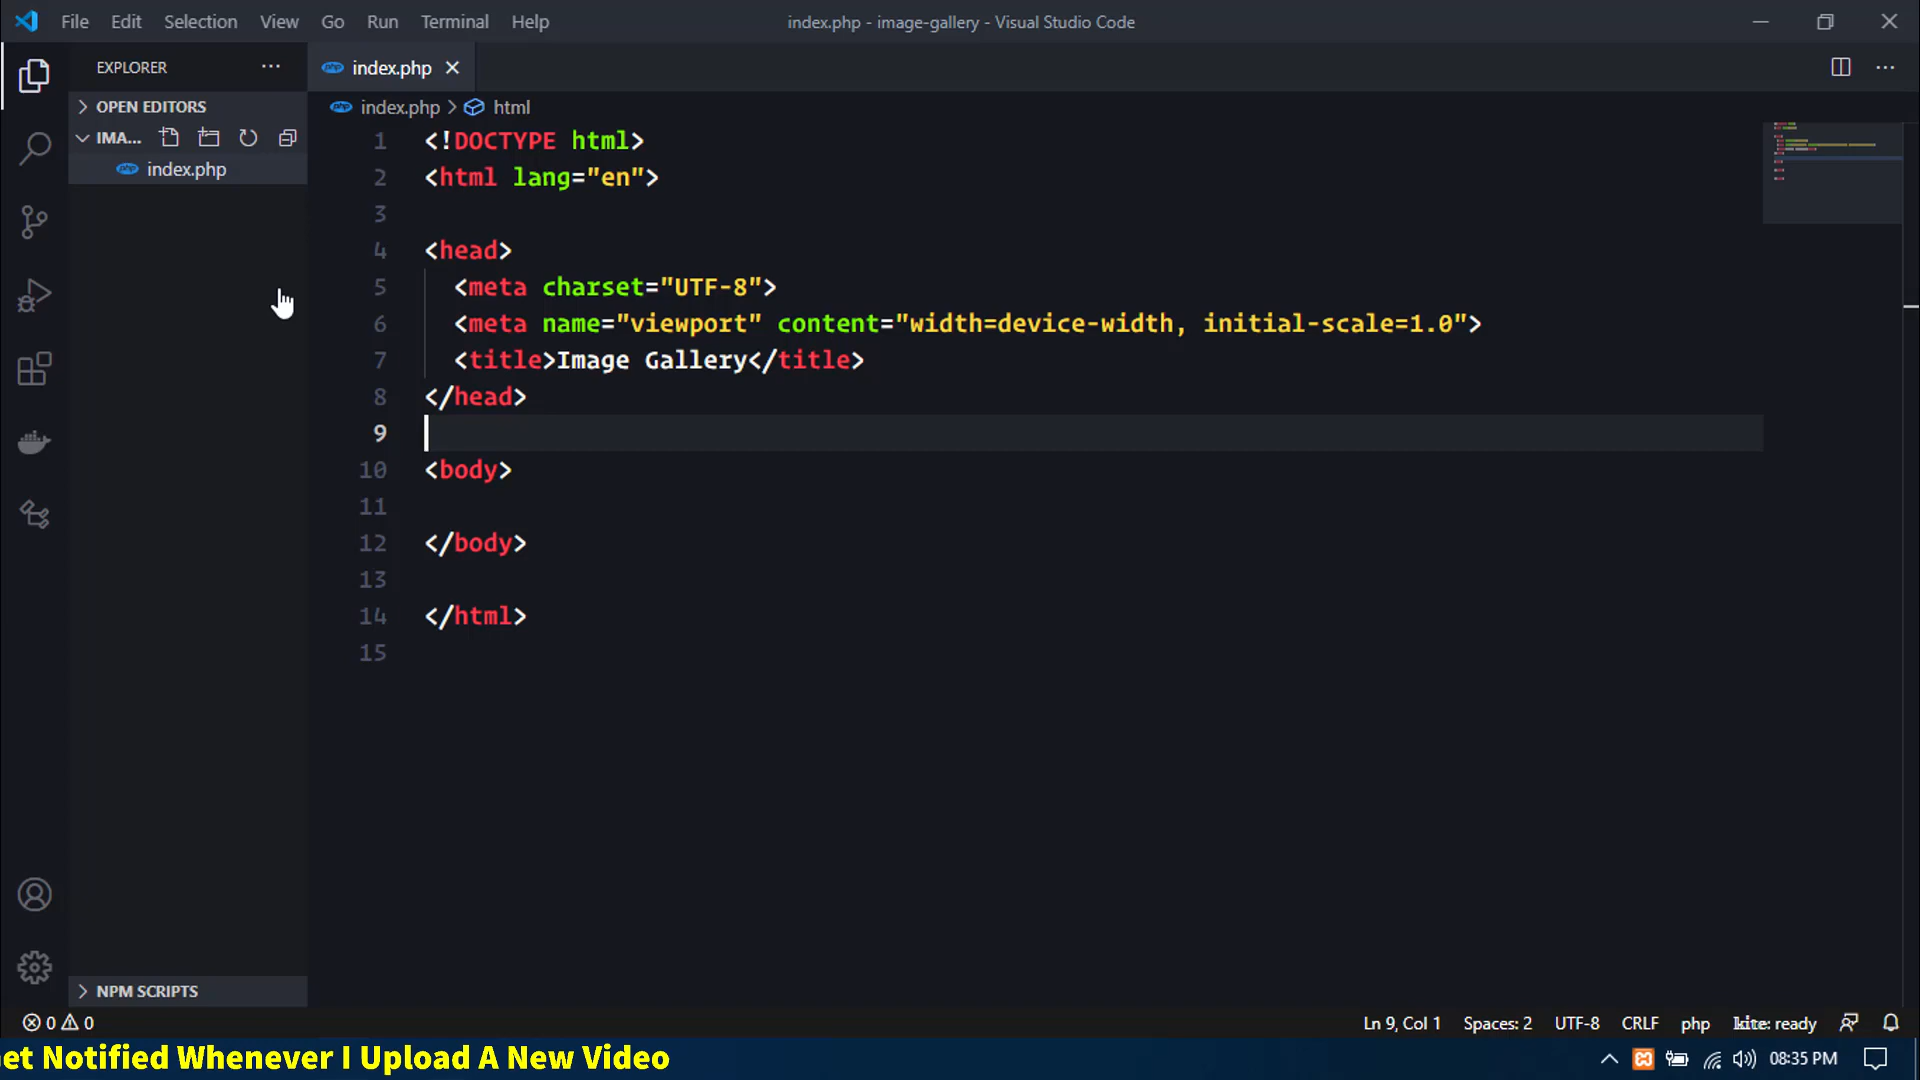 File Edit Selection View Go Run Terminal Help
index.php - image-gallery - Visual Studio Code
EXPLORER
index.php
OPEN EDITORS
index.php > html
IMA...
index.php
php
1 <!DOCTYPE html>
2 <html lang="en">
3
4 <head>
5 <meta charset="UTF-8">
6 <meta name="viewport" content="width=device-width, initial-scale=1.0">
7 <title>Image Gallery</title>
8 </head>
9
10 <body>
11
12 </body>
13
14 </html>
15
NPM SCRIPTS
0 0
Ln 9, Col 1 Spaces: 2 UTF-8 CRLF php kite: ready
et Notified Whenever I Upload A New Video
08:35 PM